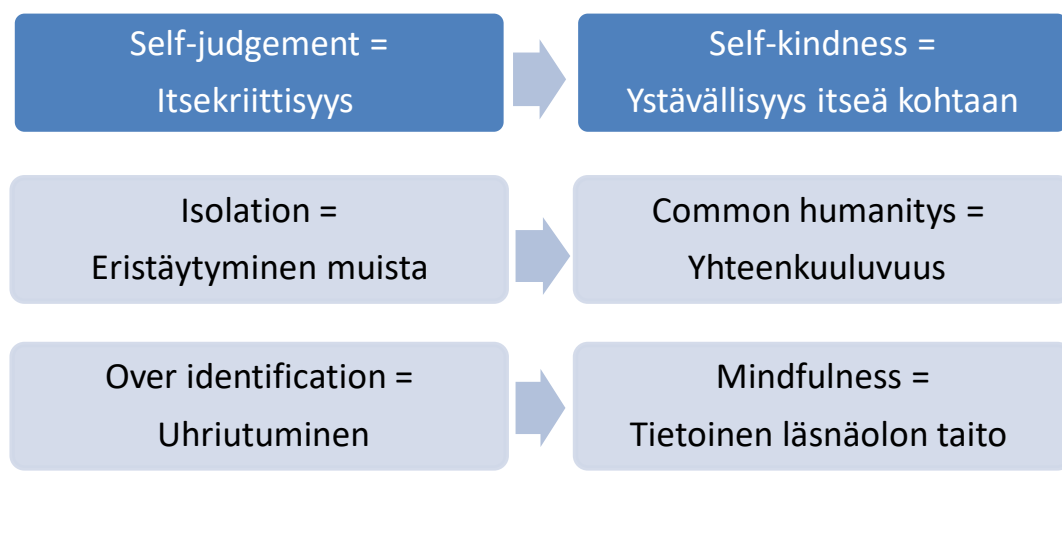 Self-judgement =
Itsekriittisyys
Self-kindness =
Ystävällisyys itseä kohtaan
Isolation =
Eristäytyminen muista
Common humanitys =
Yhteenkuuluvuus
Over identification =
Uhriutuminen
Mindfulness =
Tietoinen läsnäolon taito